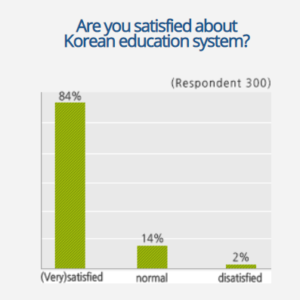 Are you satisfied about
Korean education system?
(Respondent 300)
84%
14%
2%
(Very)satisfied
normal
disatisfied